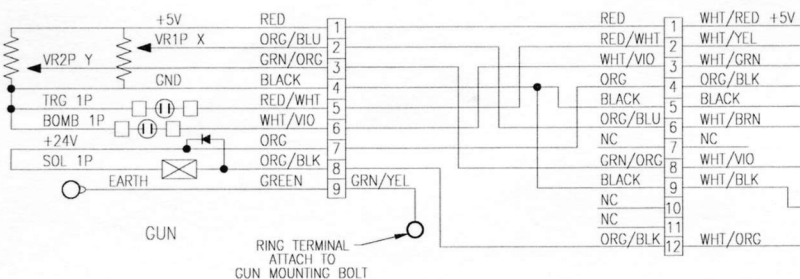 +5V RED 1 RED 1 WHT/RED +5V
VR1P X ORG/BLU 2 RED/WHT 2 WHT/YEL
VR2P Y GRN/ORG 3 WHT/VIO 3 WHT/GRN
GND BLACK 4 ORG 4 ORG/BLK
TRG 1P RED/WHT 5 BLACK 5 BLACK
BOMB 1P WHT/VIO 6 ORG/BLU 6 WHT/BRN
+24V ORG 7 NC 7 NC
SOL 1P ORG/BLK 8 GRN/ORG 8 WHT/VIO
EARTH GREEN 9 GRN/YEL BLACK 9 WHT/BLK
NC 10
NC 11
GUN
ORG/BLK 12 WHT/ORG
RING TERMINAL
ATTACH TO
GUN MOUNTING BOLT